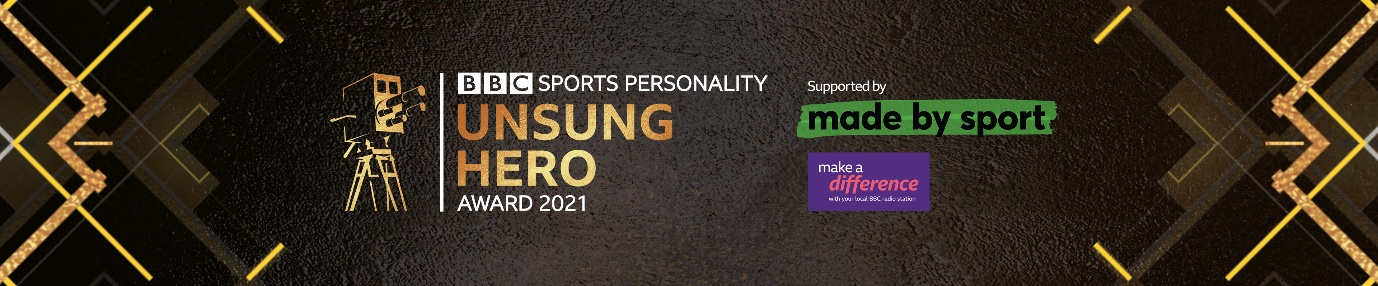 BBC SPORTS PERSONALITY
UNSUNG
HERO
AWARD 2021
Supported by
made by sport
make a
difference
with your local BBC radio station